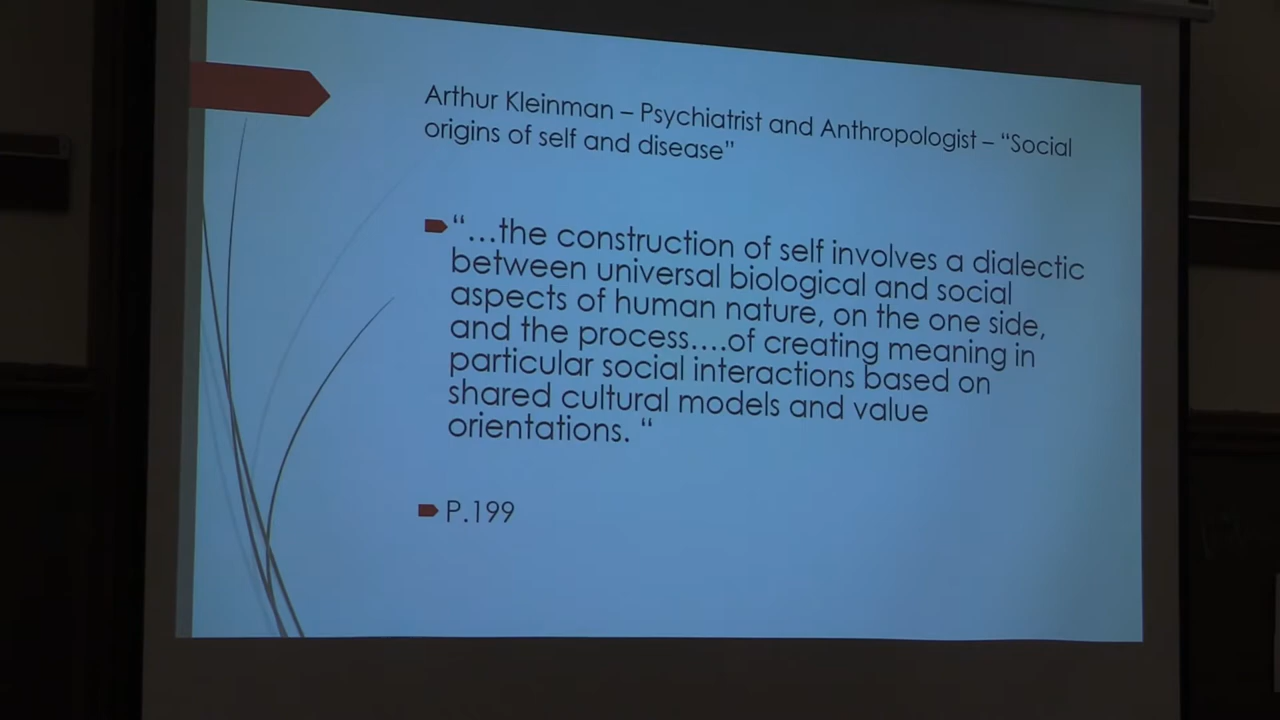 Arthur Kleinman – Psychiatrist and Anthropologist – “Social
origins of self and disease”
“…the construction of self involves a dialectic
between universal biological and social
aspects of human nature, on the one side,
and the process….of creating meaning in
particular social interactions based on
shared cultural models and value
orientations. “
P.199